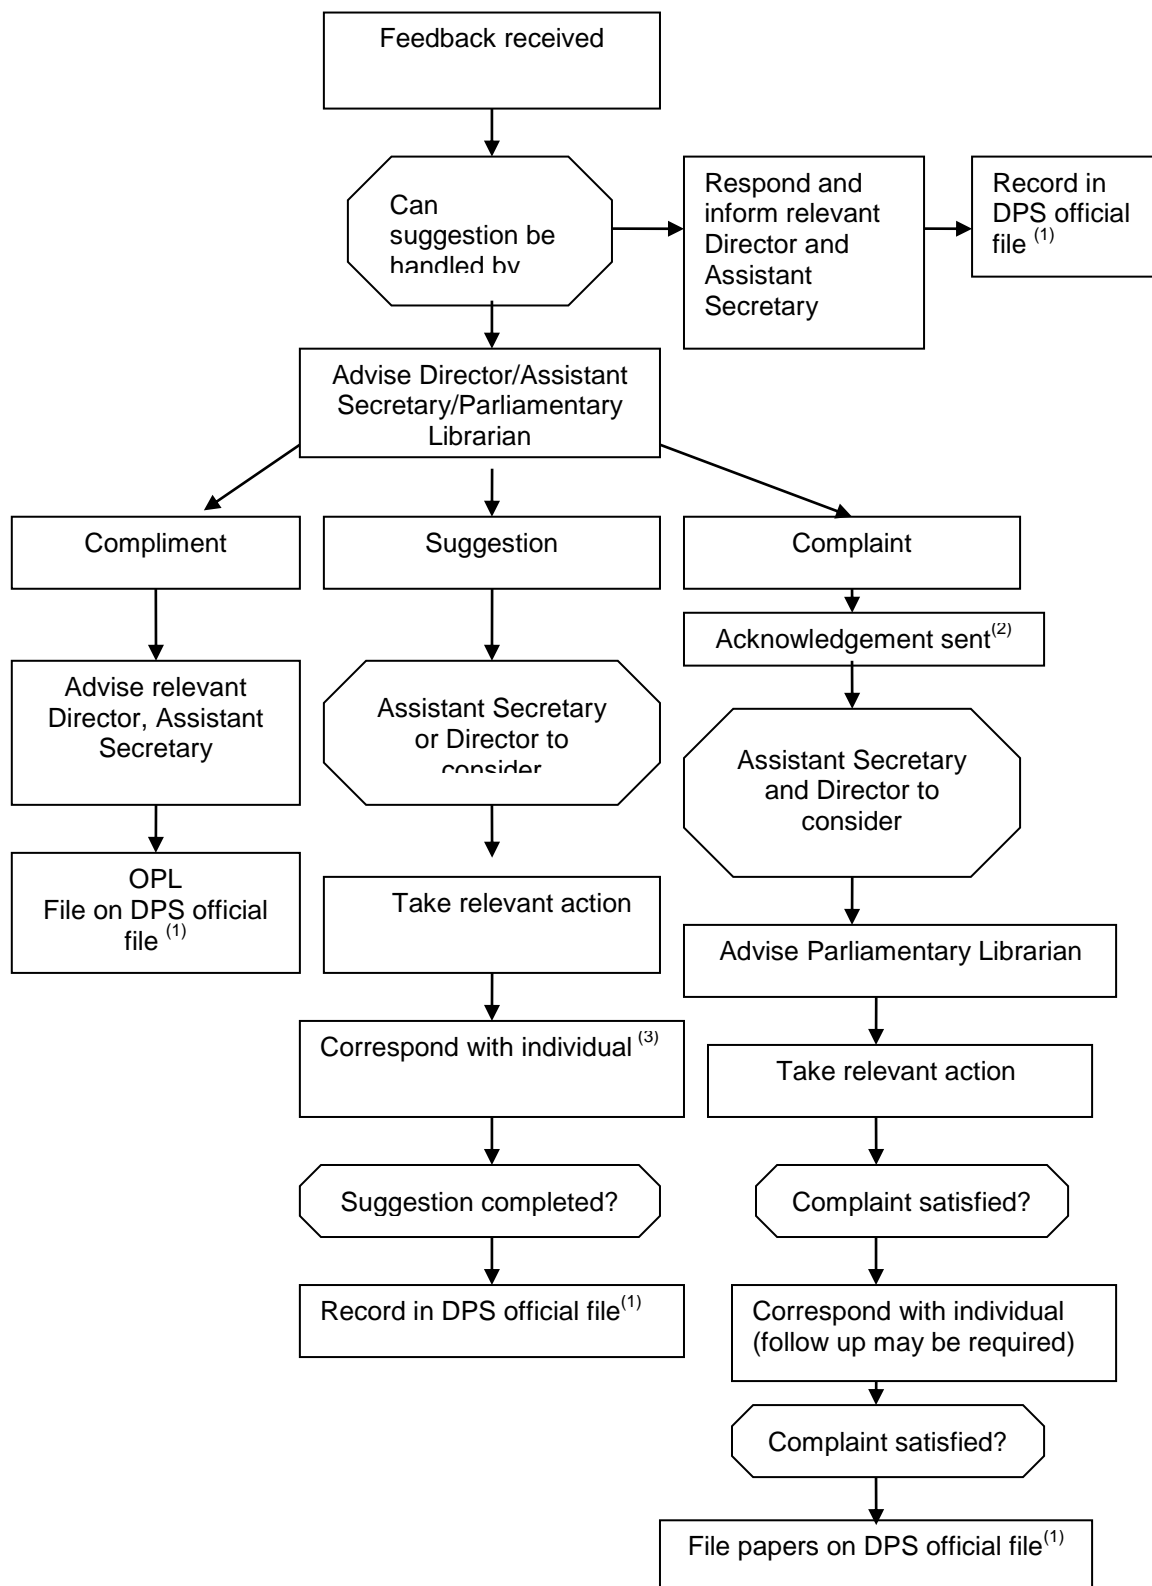 Feedback received
Can
suggestion be
handled by
Respond and
inform relevant
Director and
Assistant
Secretary
Record in
DPS official
file (1)
Advise Director/Assistant
Secretary/Parliamentary
Librarian
Compliment
Suggestion
Complaint
Acknowledgement sent(2)
Advise relevant
Director, Assistant
Secretary
Assistant Secretary
or Director to
consider
Assistant Secretary
and Director to
consider
OPL
File on DPS official
file (1)
Take relevant action
Advise Parliamentary Librarian
Correspond with individual (3)
Take relevant action
Suggestion completed?
Complaint satisfied?
Record in DPS official file(1)
Correspond with individual
(follow up may be required)
Complaint satisfied?
File papers on DPS official file(1)